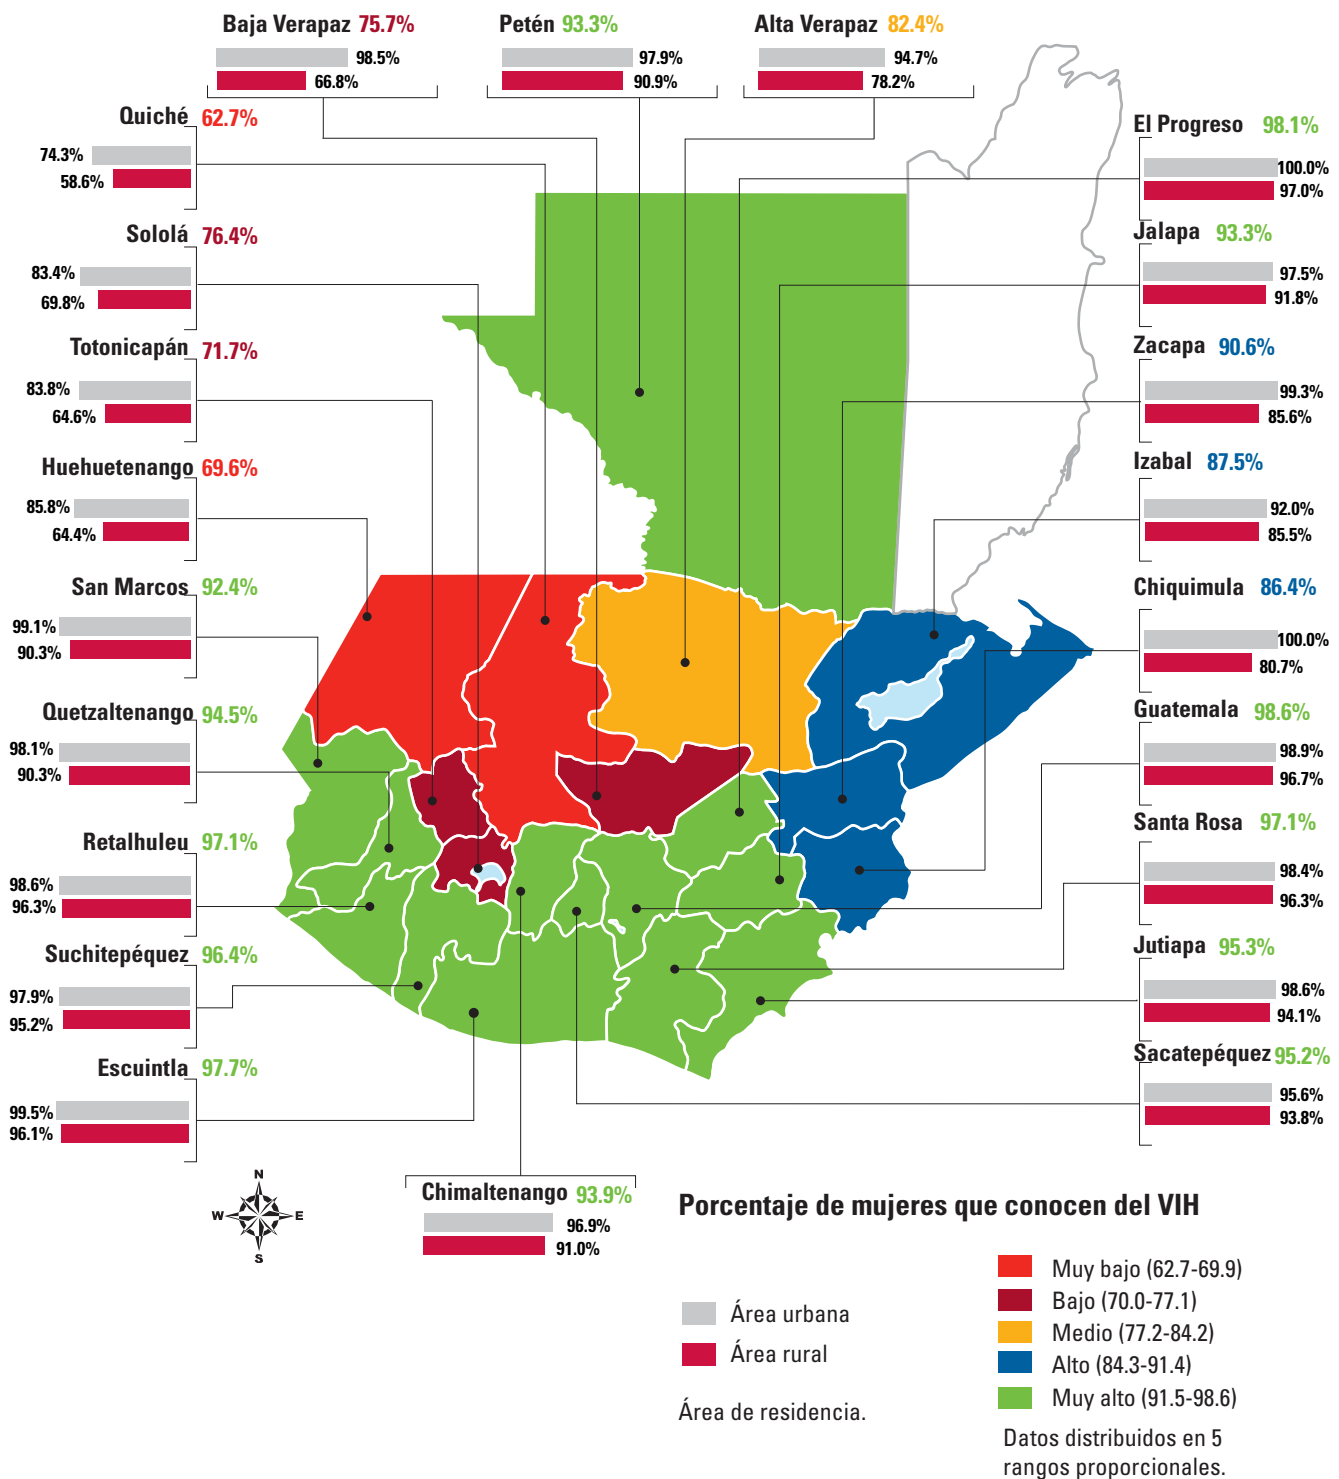 Baja Verapaz 75.7%
98.5%
66.8%
Petén 93.3%
97.9%
90.9%
Alta Verapaz 82.4%
94.7%
78.2%
Quiché 62.7%
74.3%
58.6%
Sololá 76.4%
83.4%
69.8%
Totonicapán 71.7%
83.8%
64.6%
Huehuetenango 69.6%
85.8%
64.4%
San Marcos 92.4%
99.1%
90.3%
Quetzaltenango 94.5%
98.1%
90.3%
Retalhuleu 97.1%
98.6%
96.3%
Suchitepéquez 96.4%
97.9%
95.2%
Escuintla 97.7%
99.5%
96.1%
El Progreso 98.1%
100.0%
97.0%
Jalapa 93.3%
97.5%
91.8%
Zacapa 90.6%
99.3%
85.6%
Izabal 87.5%
92.0%
85.5%
Chiquimula 86.4%
100.0%
80.7%
Guatemala 98.6%
98.9%
96.7%
Santa Rosa 97.1%
98.4%
96.3%
Jutiapa 95.3%
98.6%
94.1%
Sacatepéquez 95.2%
95.6%
93.8%
N
W E
S
Chimaltenango 93.9%
96.9%
91.0%
Porcentaje de mujeres que conocen del VIH
Área urbana
Área rural
Área de residencia.
Muy bajo (62.7-69.9)
Bajo (70.0-77.1)
Medio (77.2-84.2)
Alto (84.3-91.4)
Muy alto (91.5-98.6)
Datos distribuidos en 5
rangos proporcionales.